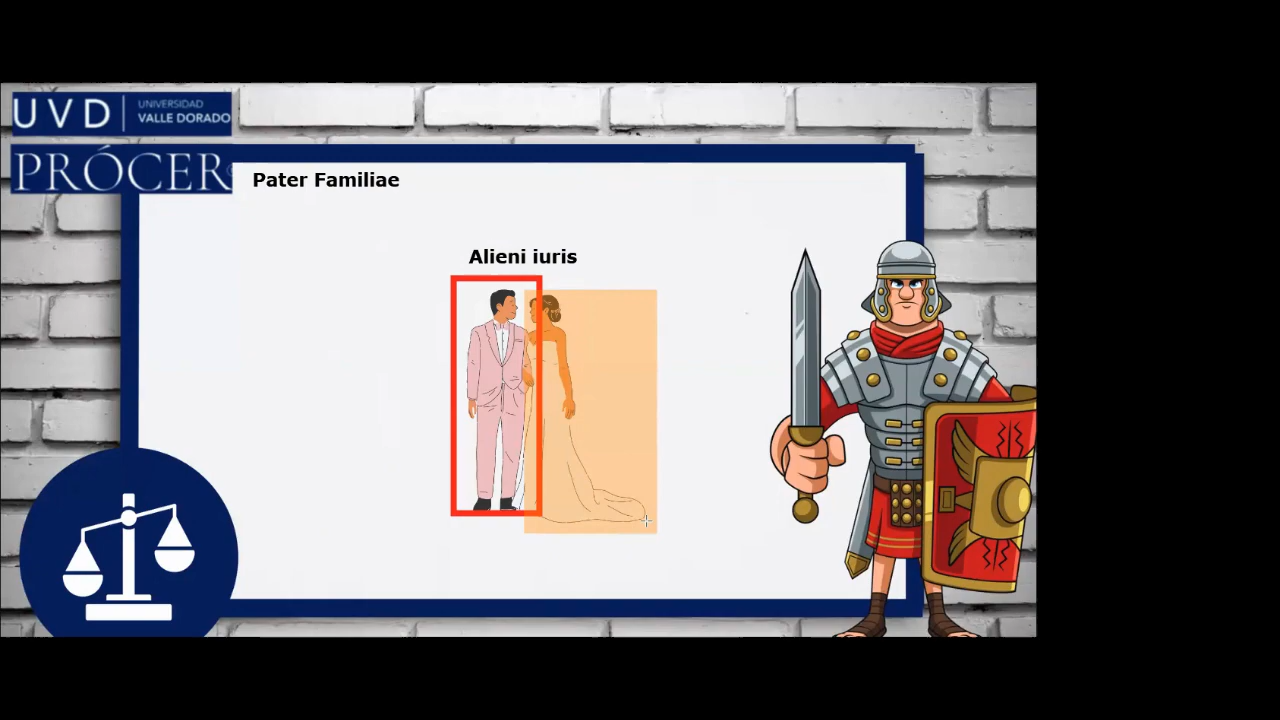 UVD
UNIVERSIDAD
VALLE DORADO
PRÓCER
Pater Familiae
Alieni iuris